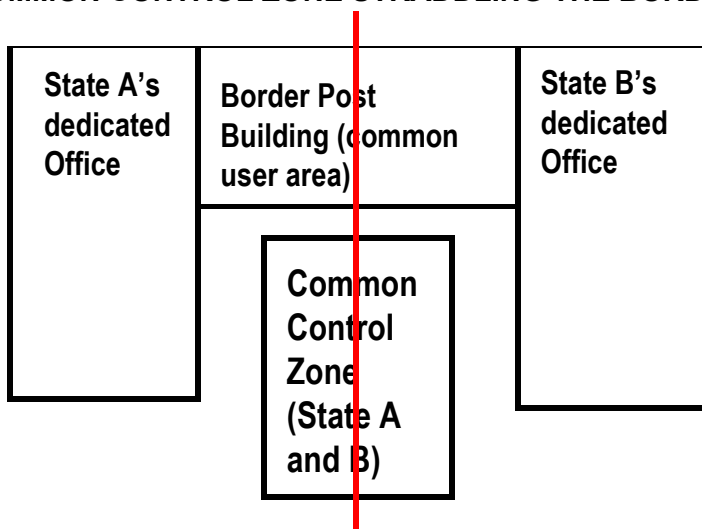 State A's
dedicated
Office
Border Post
Building (common
user area)
State B's
dedicated
Office
Common
Control
Zone
(State A
and B)